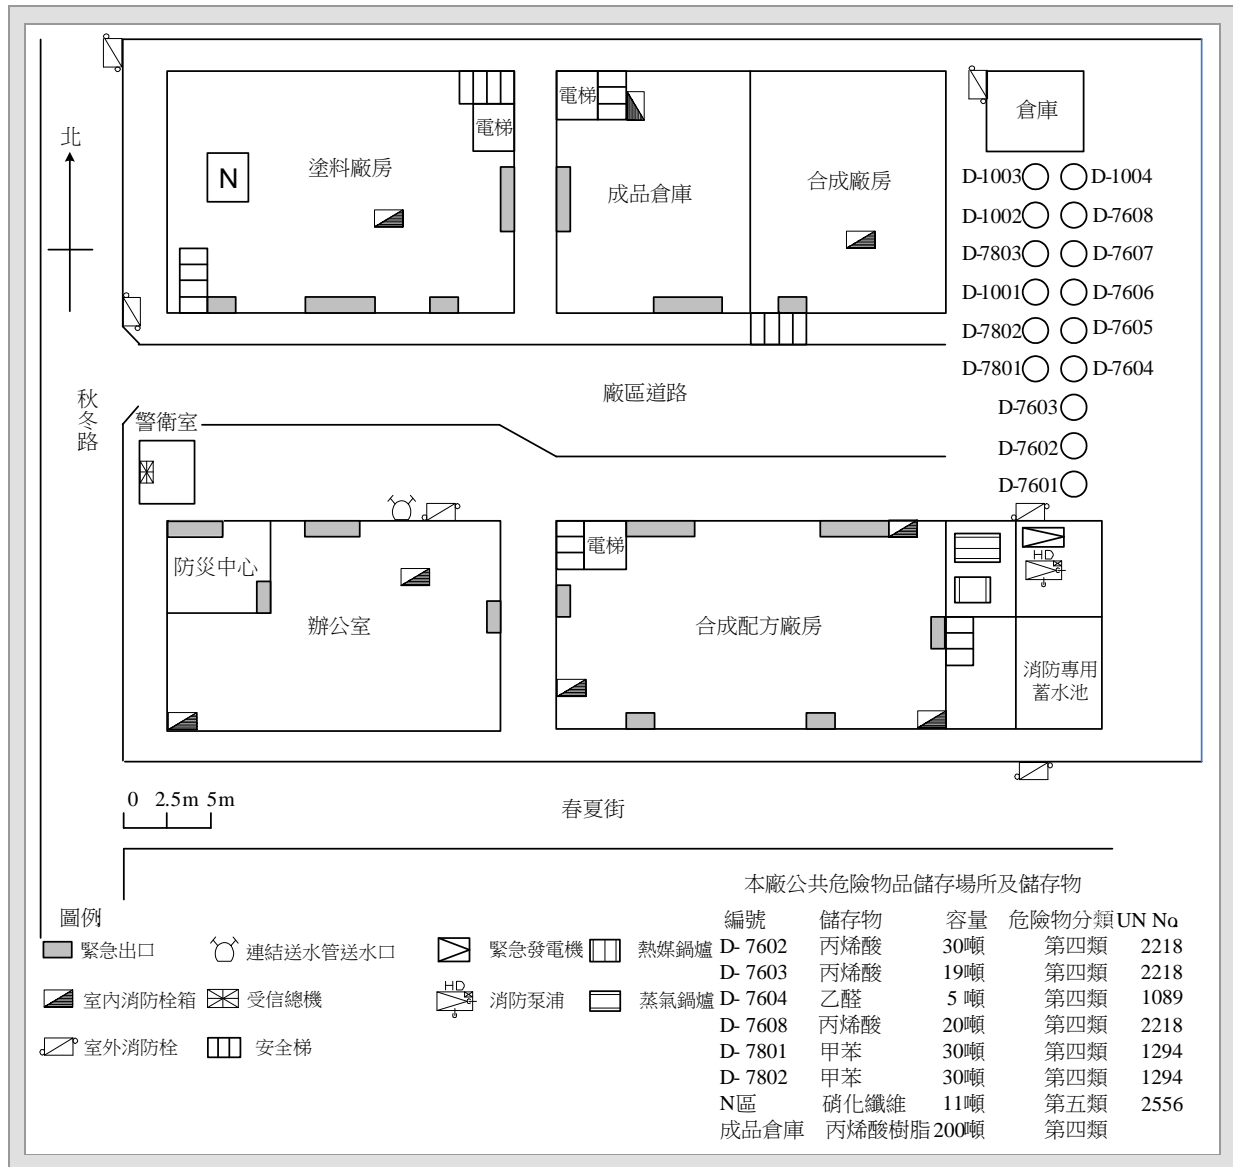 北
塗料廠房
電梯
N
電梯
成品倉庫
合成廠房
倉庫
D-1003 D-1004
D-1002 D-7608
D-7803 D-7607
D-1001 D-7606
D-7802 D-7605
D-7801 D-7604
D-7603
D-7602
D-7601
廠區道路
秋冬路
警衛室
防災中心
辦公室
電梯
合成配方廠房
HD
消防專用
蓄水池
0 2.5m 5m
春夏街
圖例
緊急出口 連結送水管送水口 緊急發電機 熱媒鍋爐
室內消防栓箱 受信總機 HD 消防泵浦 蒸氣鍋爐
室外消防栓 安全梯
本廠公共危險物品儲存場所及儲存物
編號 儲存物 容量 危險物分類 UN No
D- 7602 丙烯酸 30噸 第四類 2218
D- 7603 丙烯酸 19噸 第四類 2218
D- 7604 乙醛 5 噸 第四類 1089
D- 7608 丙烯酸 20噸 第四類 2218
D- 7801 甲苯 30噸 第四類 1294
D- 7802 甲苯 30噸 第四類 1294
N區 硝化纖維 11噸 第五類 2556
成品倉庫 丙烯酸樹脂 200噸 第四類